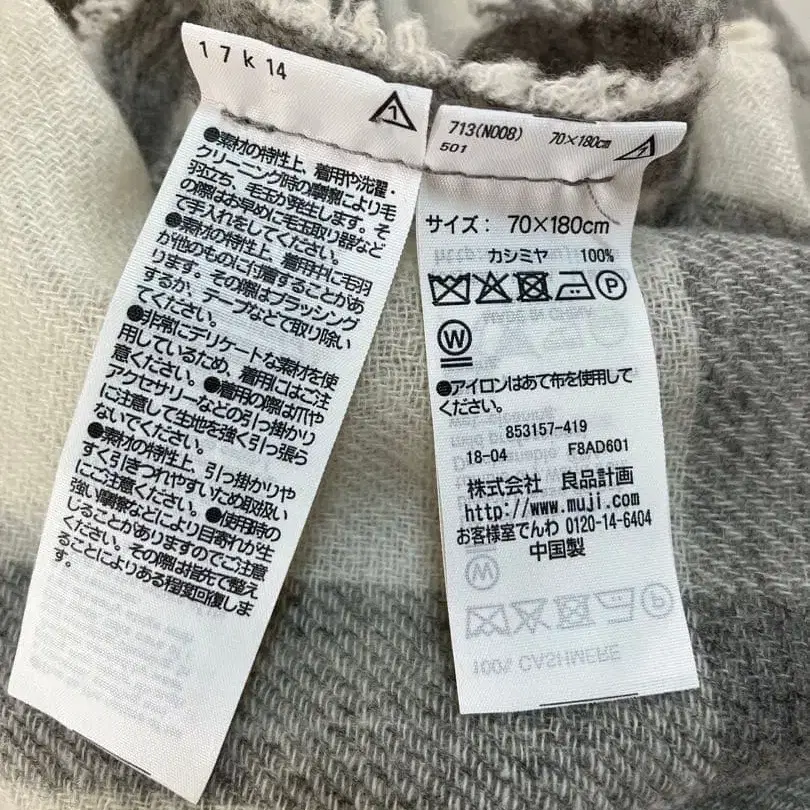 17k14
1
●素材の特性上、着用や洗濯・
クリーニング時の摩擦により毛
羽立ち、毛玉が発生します。そ
の際はお早めに毛玉取り器など
で手入れをしてください。
●素材の特性上、着用中に毛羽
が他のものに付着することがあ
ります。その際はブラッシング
するか、テープなどで取り除い
てください。
●非常にデリケートな素材を使
用しているため、着用にはご注
意ください。●着用の際は爪や
アクセサリーなどの引っ掛かり
に注意して生地を強く引っ張ら
ないでください。
●素材の特性上、引っ掛かりや
すく引きつれやすいため取扱い
にご注意ください。●使用時の
強い摩擦などにより目あれが生
じることがありますのでご注意
ください。その際は指先で整え
ることによりある程度回復しま
す。
713(N008) 70×180cm
501
サイズ: 70×180cm
カシミヤ 100%
P
W
●アイロンはあて布を使用して
ください。
853157-419
18-04 F8AD601
株式会社 良品計画
http://www.muji.com
お客様室でんわ 0120-14-6404
中国製
100% CASHMERE